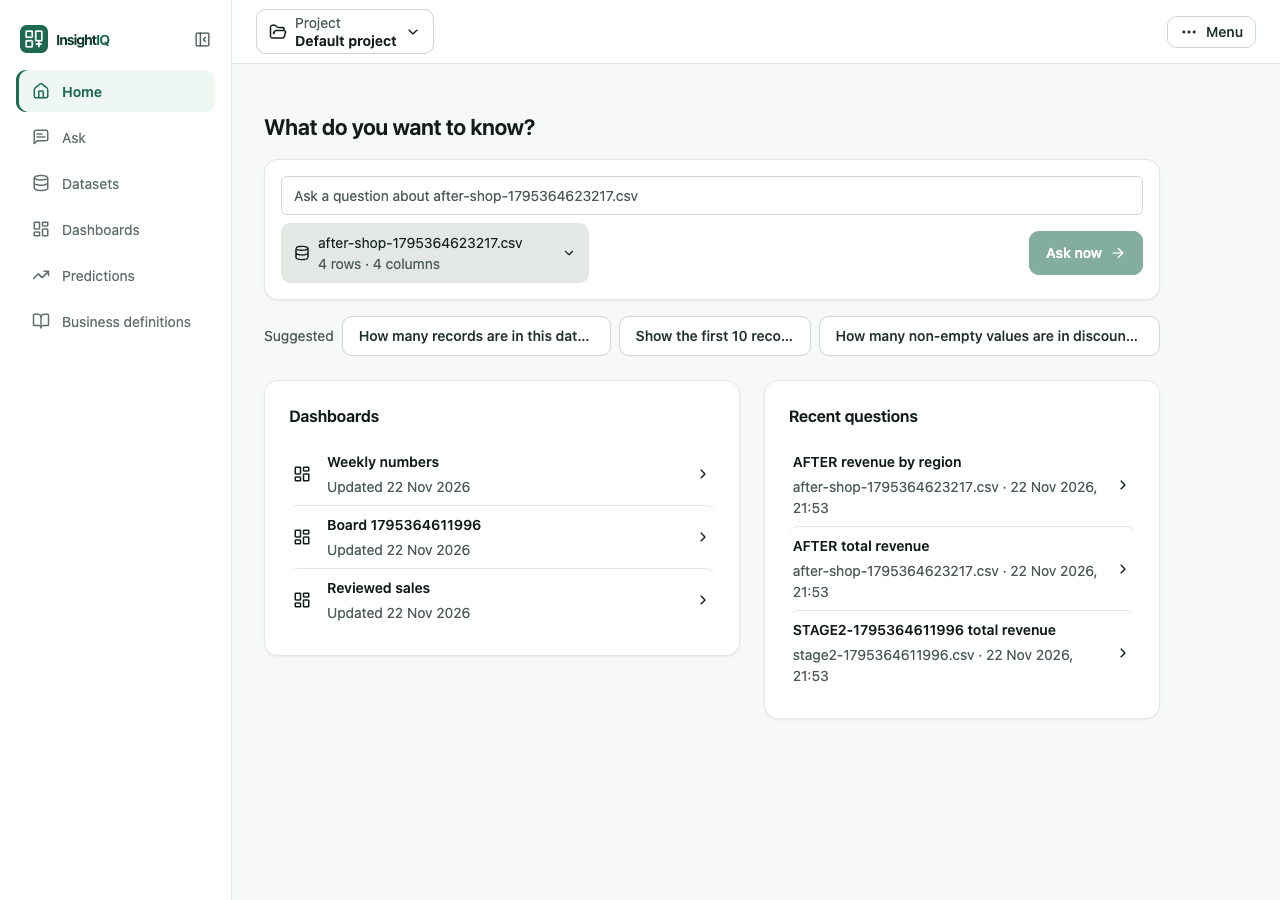 InsightIQ
Home
Ask
Datasets
Dashboards
Predictions
Business definitions
Project
Default project
Menu
What do you want to know?
Ask a question about after-shop-1795364623217.csv
after-shop-1795364623217.csv
4 rows · 4 columns
Ask now
Suggested
How many records are in this dat...
Show the first 10 reco...
How many non-empty values are in discoun...
Dashboards
Weekly numbers
Updated 22 Nov 2026
Board 1795364611996
Updated 22 Nov 2026
Reviewed sales
Updated 22 Nov 2026
Recent questions
AFTER revenue by region
after-shop-1795364623217.csv · 22 Nov 2026,
21:53
AFTER total revenue
after-shop-1795364623217.csv · 22 Nov 2026,
21:53
STAGE2-1795364611996 total revenue
stage2-1795364611996.csv · 22 Nov 2026,
21:53